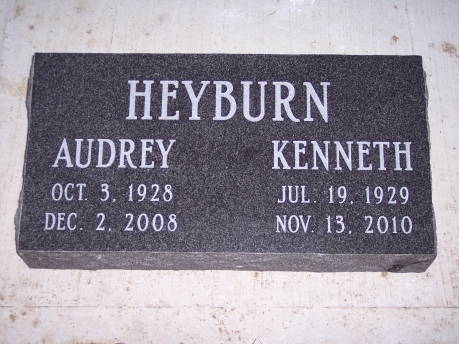 HEYBURN
AUDREY KENNETH
OCT. 3, 1928 JUL. 19, 1929
DEC. 2, 2008 NOV. 13, 2010